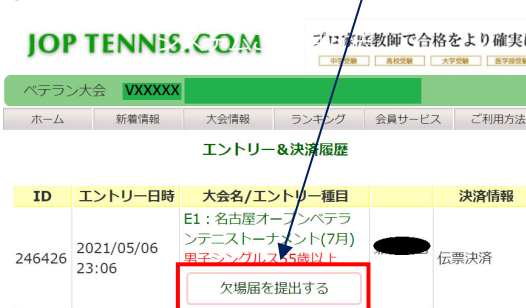 JOP TENNIS.COM
プロ家庭教師で合格をより確実に
中学受験 高校受験 大学受験 医学部受験
ベテラン大会 VXXXXX
ホーム 新着情報 大会情報 ランキング 会員サービス ご利用方法
エントリー&決済履歴
ID エントリー日時 大会名/エントリー種目 決済情報
E1：名古屋オープンベテラ
ンテニストーナメント(7月)
246426 2021/05/06 男子シングルス55歳以上 伝票決済
23:06
欠場届を提出する